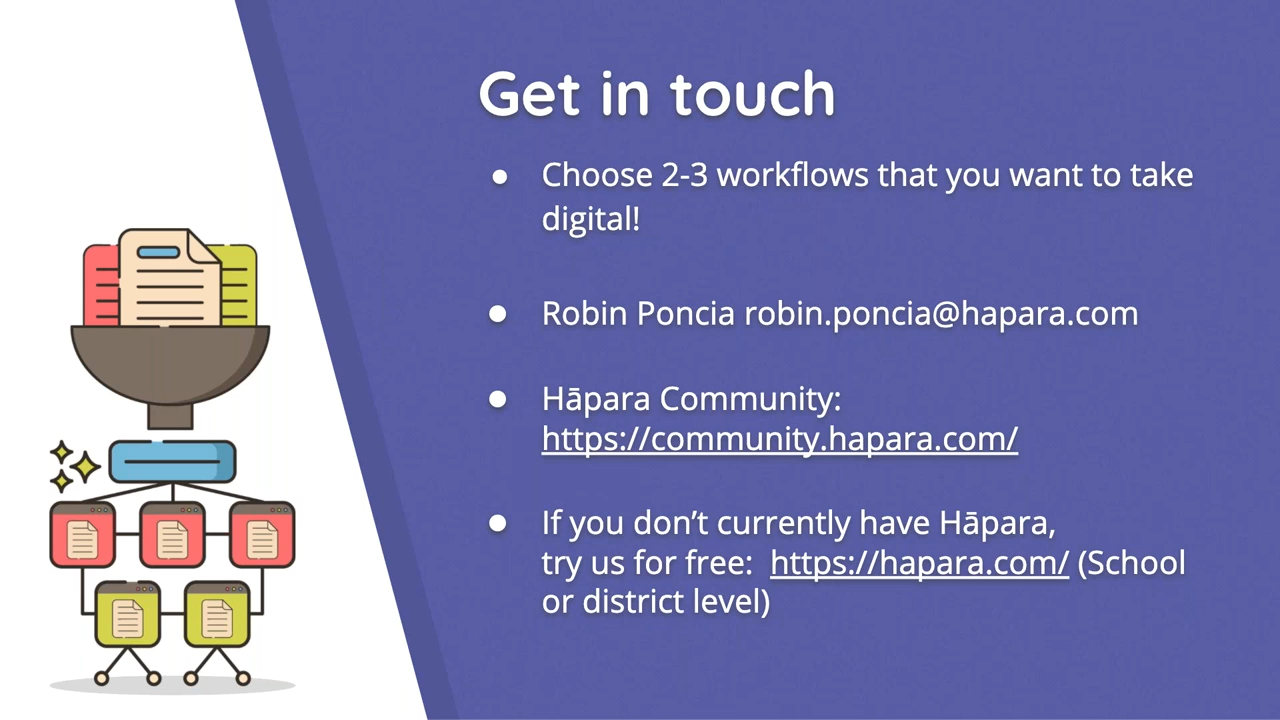 Get in touch
● Choose 2-3 workflows that you want to take
digital!
● Robin Poncia robin.poncia@hapara.com
● Hāpara Community:
https://community.hapara.com/
● If you don’t currently have Hāpara,
try us for free:  https://hapara.com/ (School
or district level)